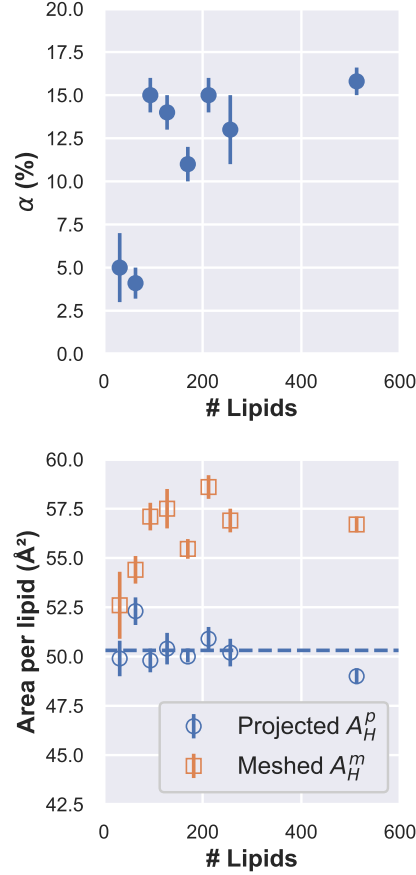 20.0
17.5
15.0
12.5
10.0
7.5
5.0
2.5
0.0
α (%)
0 200 400 600
# Lipids
60.0
57.5
55.0
52.5
50.0
47.5
45.0
42.5
Area per lipid (Å²)
Projected A_H^p
Meshed A_H^m
0 200 400 600
# Lipids